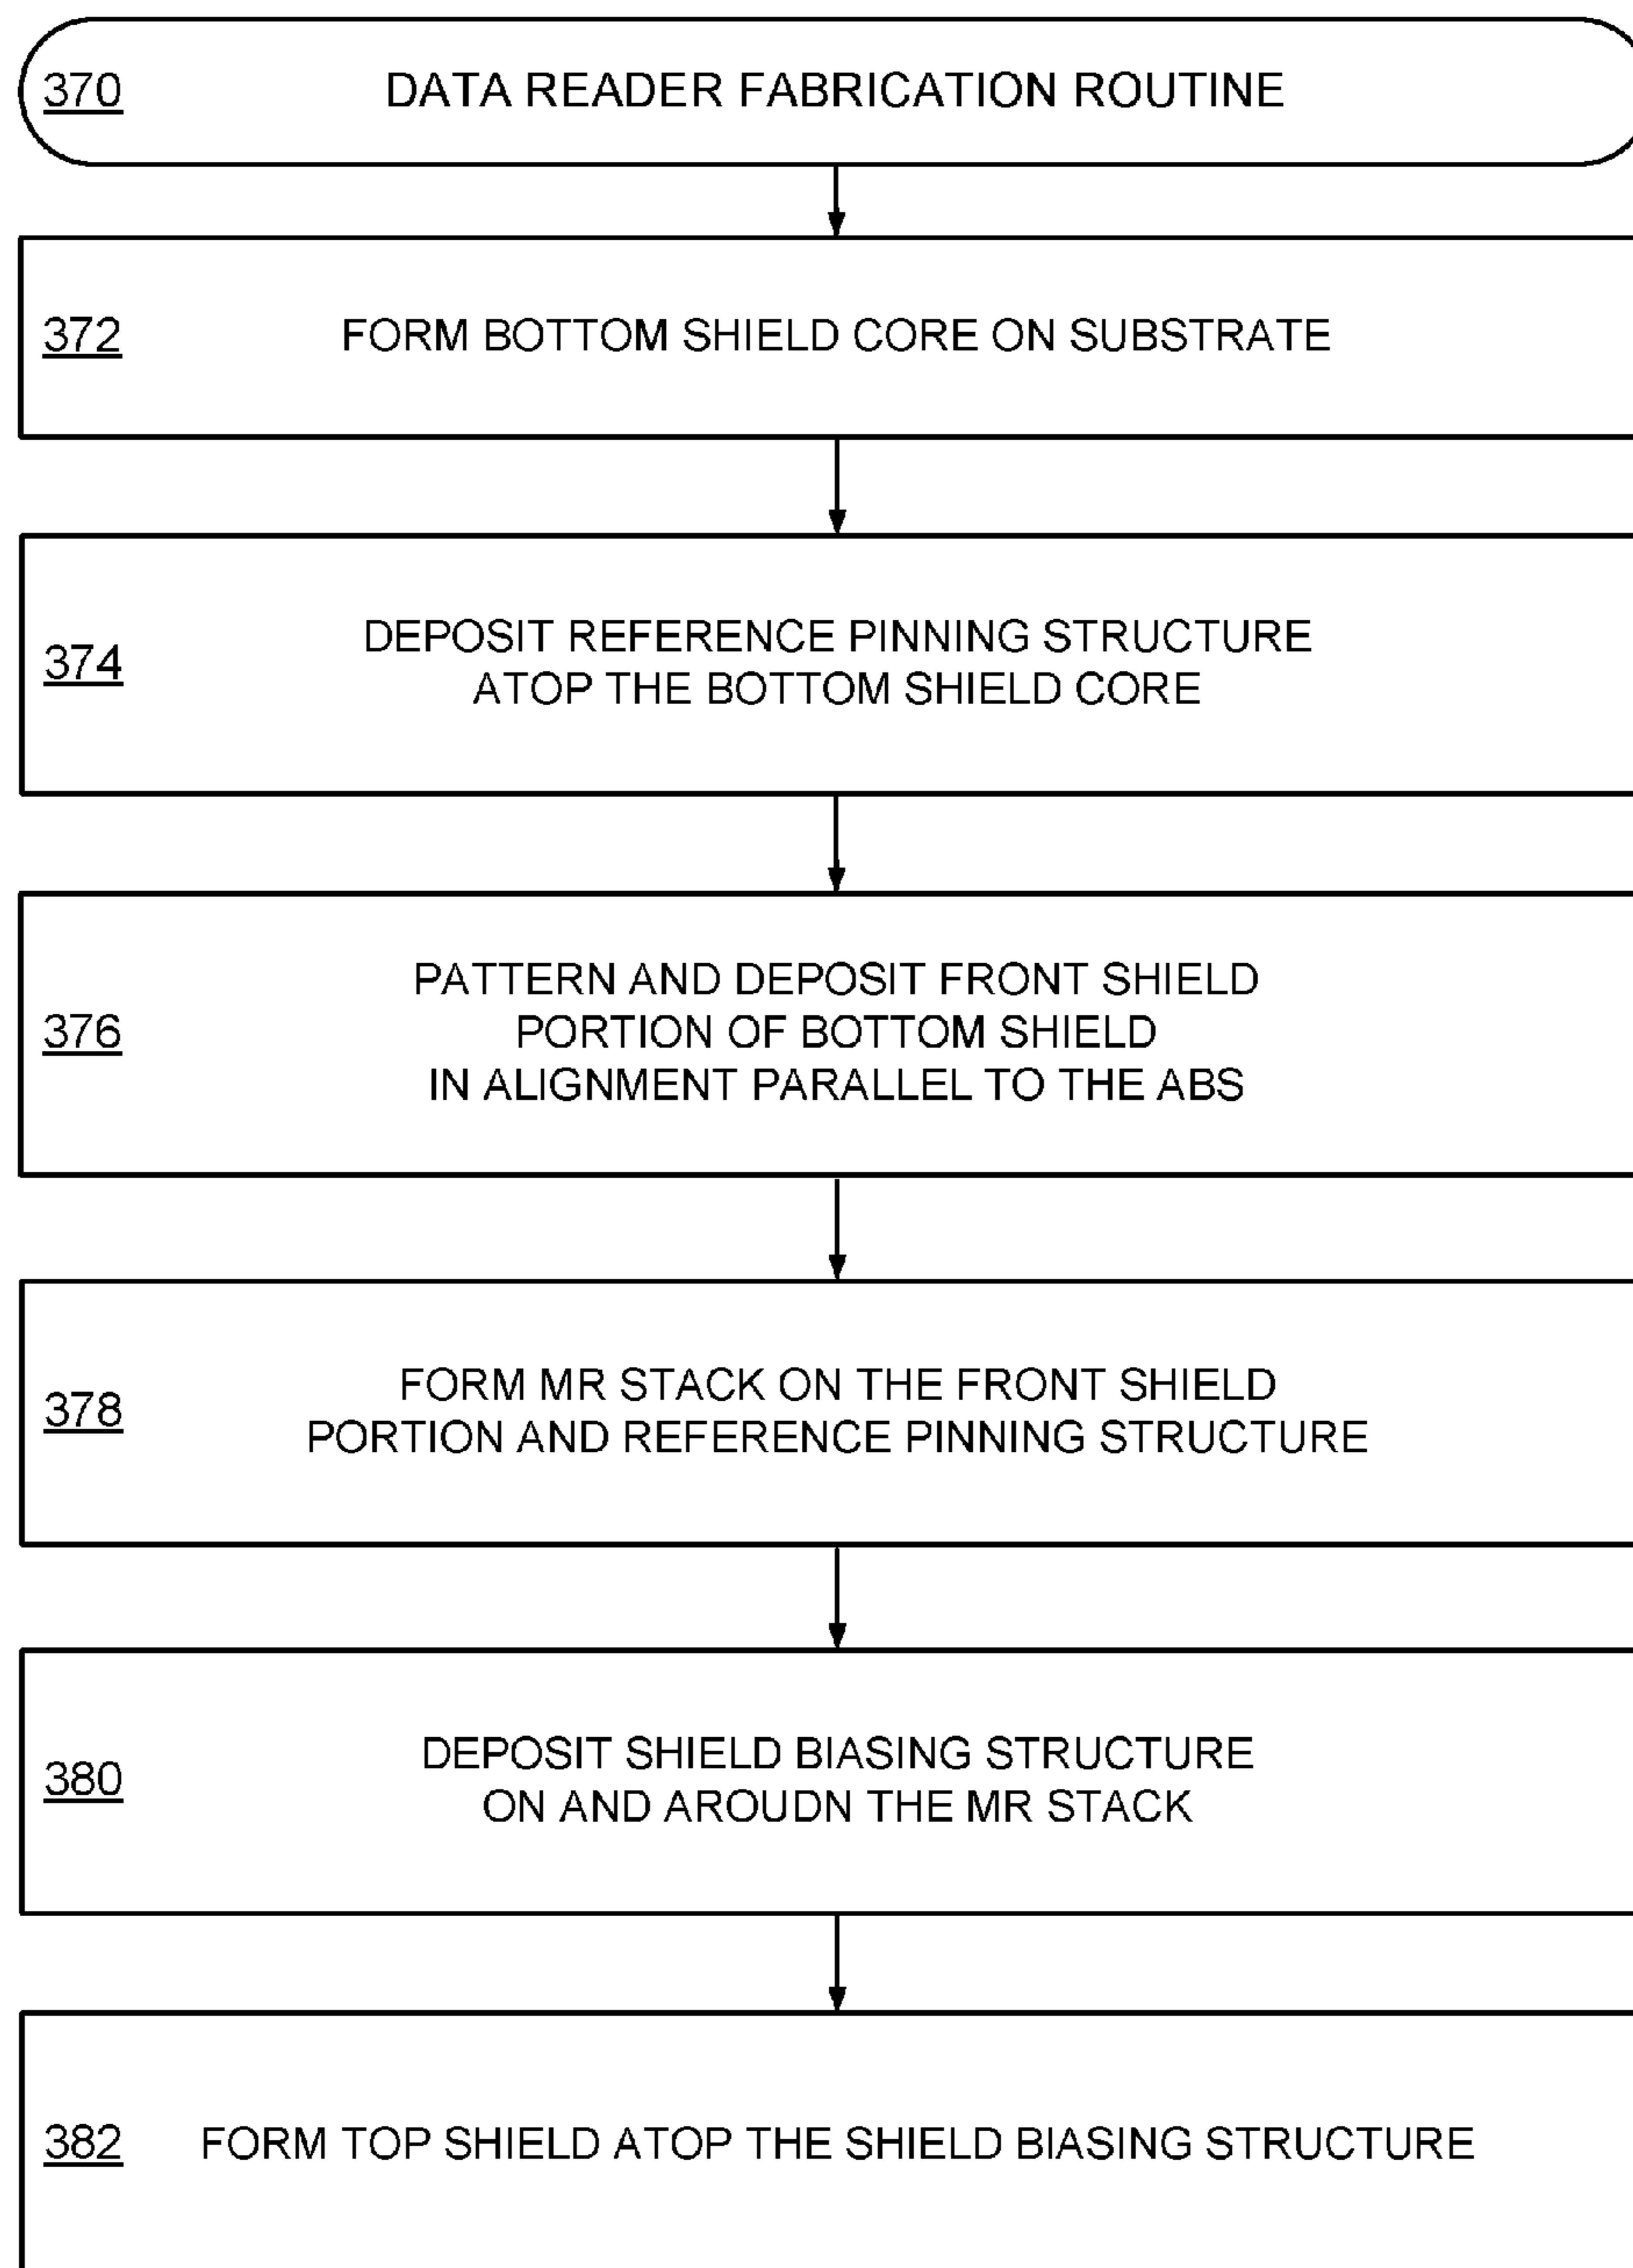 370 DATA READER FABRICATION ROUTINE
372 FORM BOTTOM SHIELD CORE ON SUBSTRATE
374
DEPOSIT REFERENCE PINNING STRUCTURE
ATOP THE BOTTOM SHIELD CORE
376
PATTERN AND DEPOSIT FRONT SHIELD
PORTION OF BOTTOM SHIELD
IN ALIGNMENT PARALLEL TO THE ABS
378
FORM MR STACK ON THE FRONT SHIELD
PORTION AND REFERENCE PINNING STRUCTURE
380
DEPOSIT SHIELD BIASING STRUCTURE
ON AND AROUDN THE MR STACK
382 FORM TOP SHIELD ATOP THE SHIELD BIASING STRUCTURE